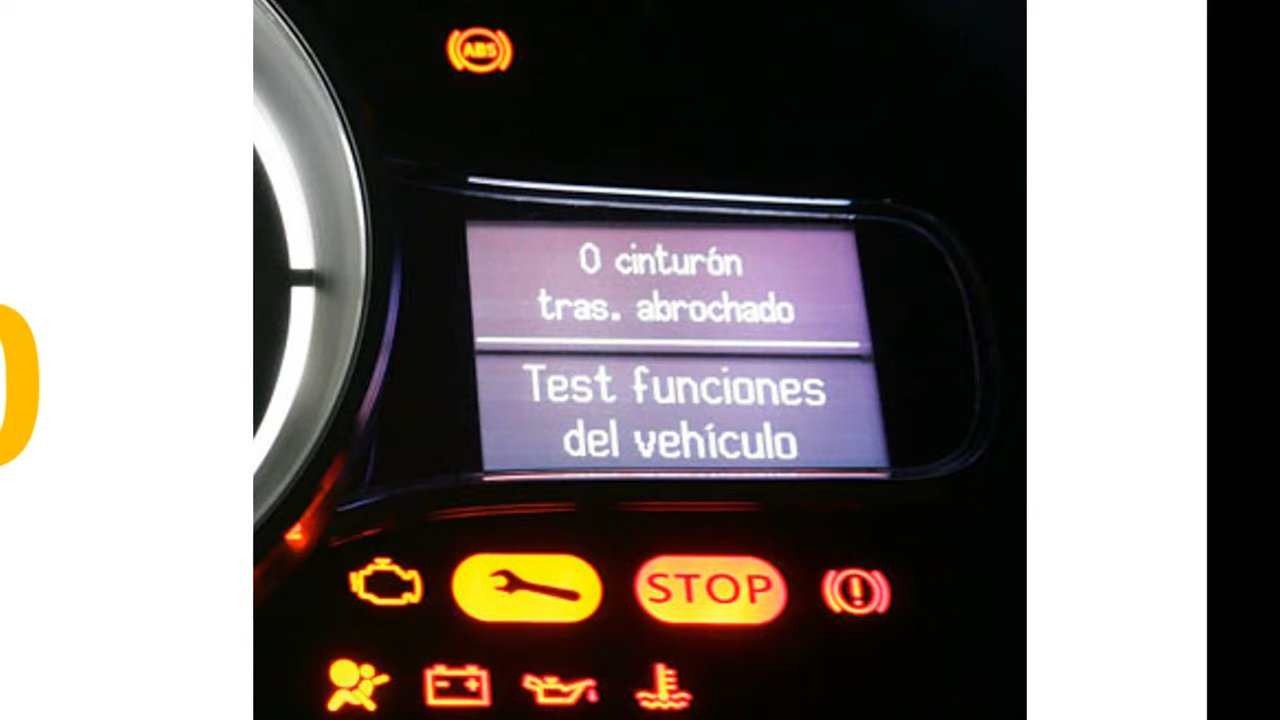 ABS
0 cinturón
tras. abrochado
Test funciones
del vehículo
STOP